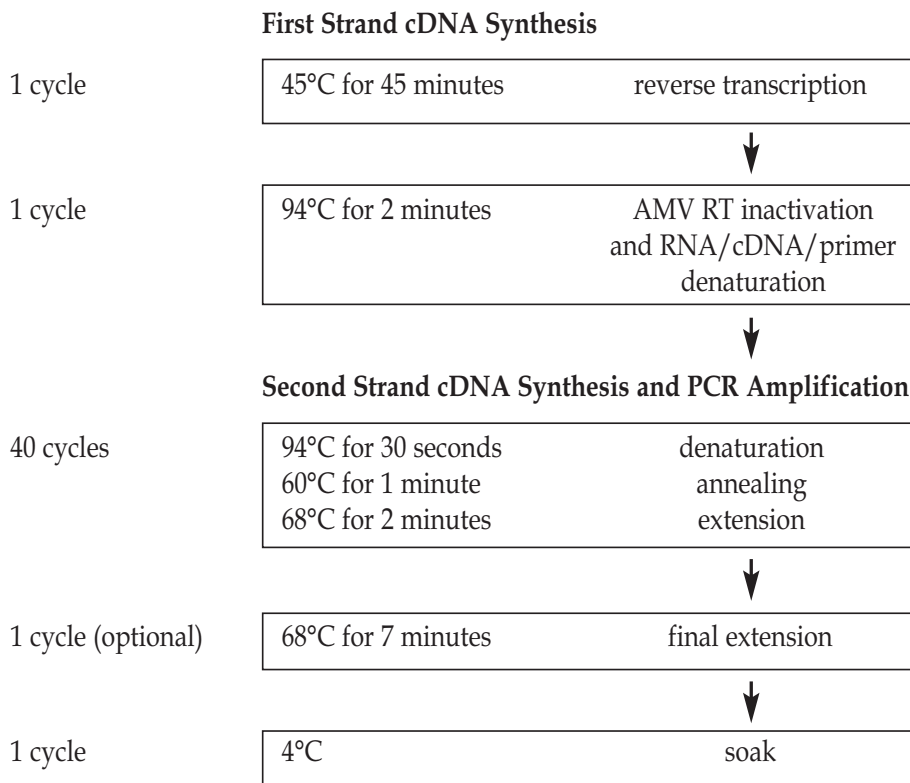 First Strand cDNA Synthesis
1 cycle 45°C for 45 minutes reverse transcription
1 cycle 94°C for 2 minutes AMV RT inactivation
and RNA/cDNA/primer
denaturation
Second Strand cDNA Synthesis and PCR Amplification
40 cycles 94°C for 30 seconds denaturation
60°C for 1 minute annealing
68°C for 2 minutes extension
1 cycle (optional) 68°C for 7 minutes final extension
1 cycle 4°C soak